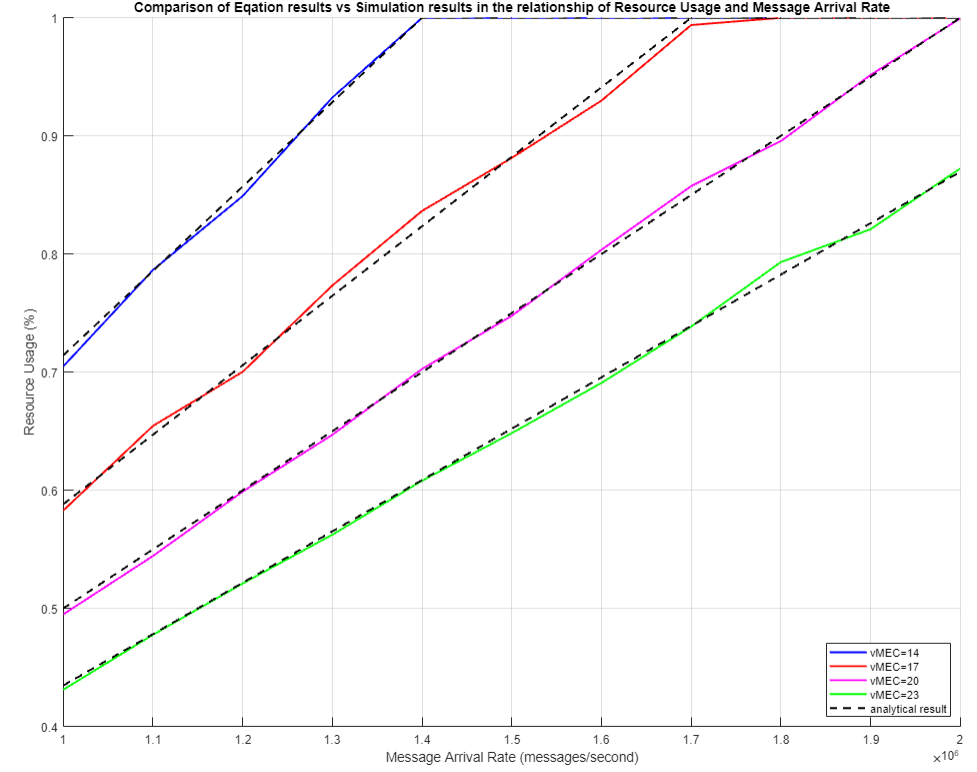 Comparison of Eqation results vs Simulation results in the relationship of Resource Usage and Message Arrival Rate
1
0.9
0.8
0.7
0.6
0.5
0.4
Resource Usage (%)
vMEC=14
vMEC=17
vMEC=20
vMEC=23
analytical result
1 1.1 1.2 1.3 1.4 1.5 1.6 1.7 1.8 1.9 2
Message Arrival Rate (messages/second)
×10⁶